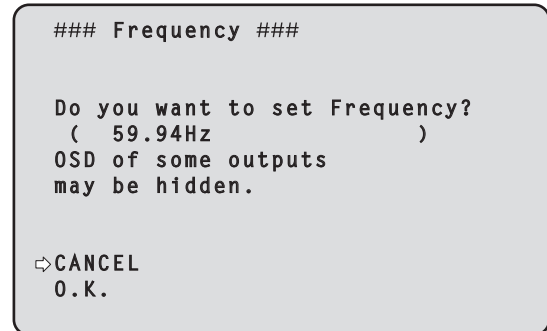 ### Frequency ###
Do you want to set Frequency?
( 59.94Hz )
OSD of some outputs
may be hidden.
⇨CANCEL
O.K.